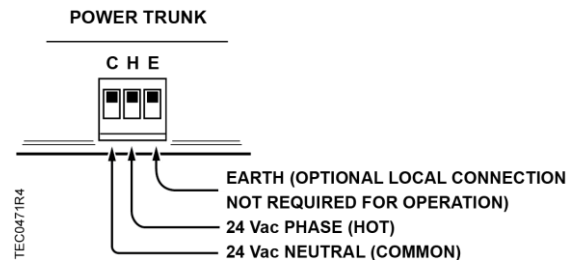 POWER TRUNK
C H E
EARTH (OPTIONAL LOCAL CONNECTION
NOT REQUIRED FOR OPERATION)
24 Vac PHASE (HOT)
24 Vac NEUTRAL (COMMON)
TEC0471R4